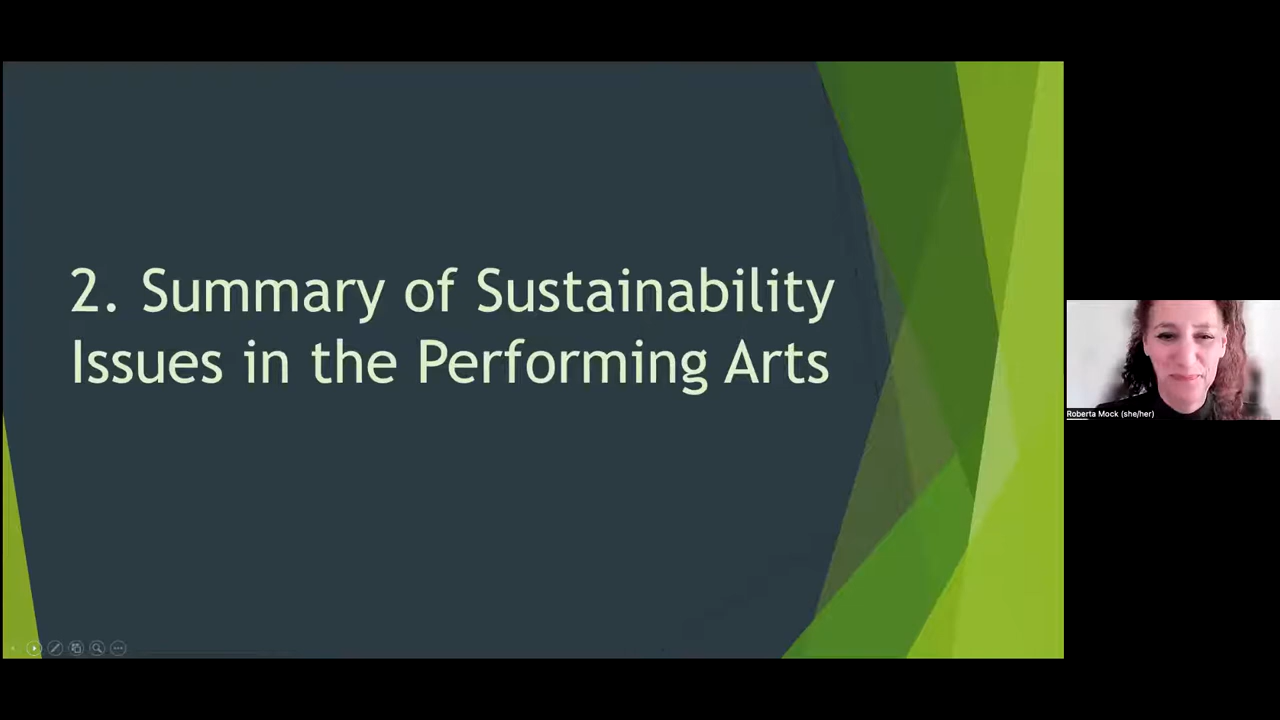 2. Summary of Sustainability
Issues in the Performing Arts
Roberta Mock (she/her)